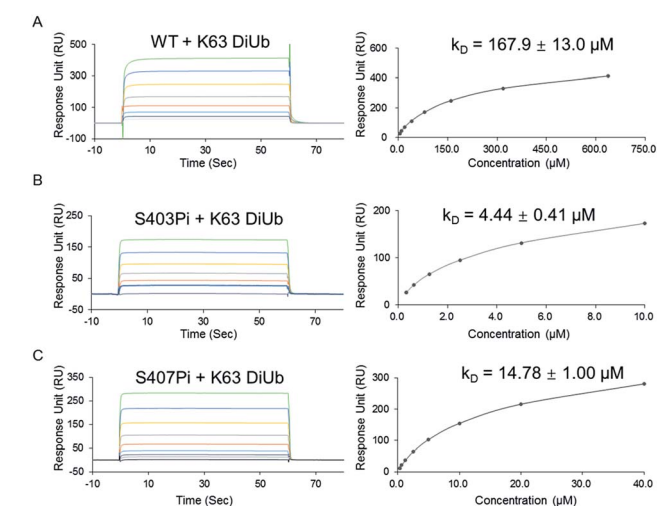 A
WT + K63 DiUb
Response Unit (RU)
500
300
100
-100
-10
10
30
50
70
Time (Sec)
kD = 167.9 ± 13.0 µM
Response Unit (RU)
600
400
200
0
0.0
150.0
300.0
450.0
600.0
750.0
Concentration (µM)
B
S403Pi + K63 DiUb
Response Unit (RU)
250
150
50
-50
-10
10
30
50
70
Time (Sec)
kD = 4.44 ± 0.41 µM
Response Unit (RU)
200
100
0
0.0
2.0
4.0
6.0
8.0
10.0
Concentration (µM)
C
S407Pi + K63 DiUb
Response Unit (RU)
350
250
150
50
-50
-10
10
30
50
70
Time (Sec)
kD = 14.78 ± 1.00 µM
Response Unit (RU)
300
200
100
0
0.0
10.0
20.0
30.0
40.0
Concentration (µM)